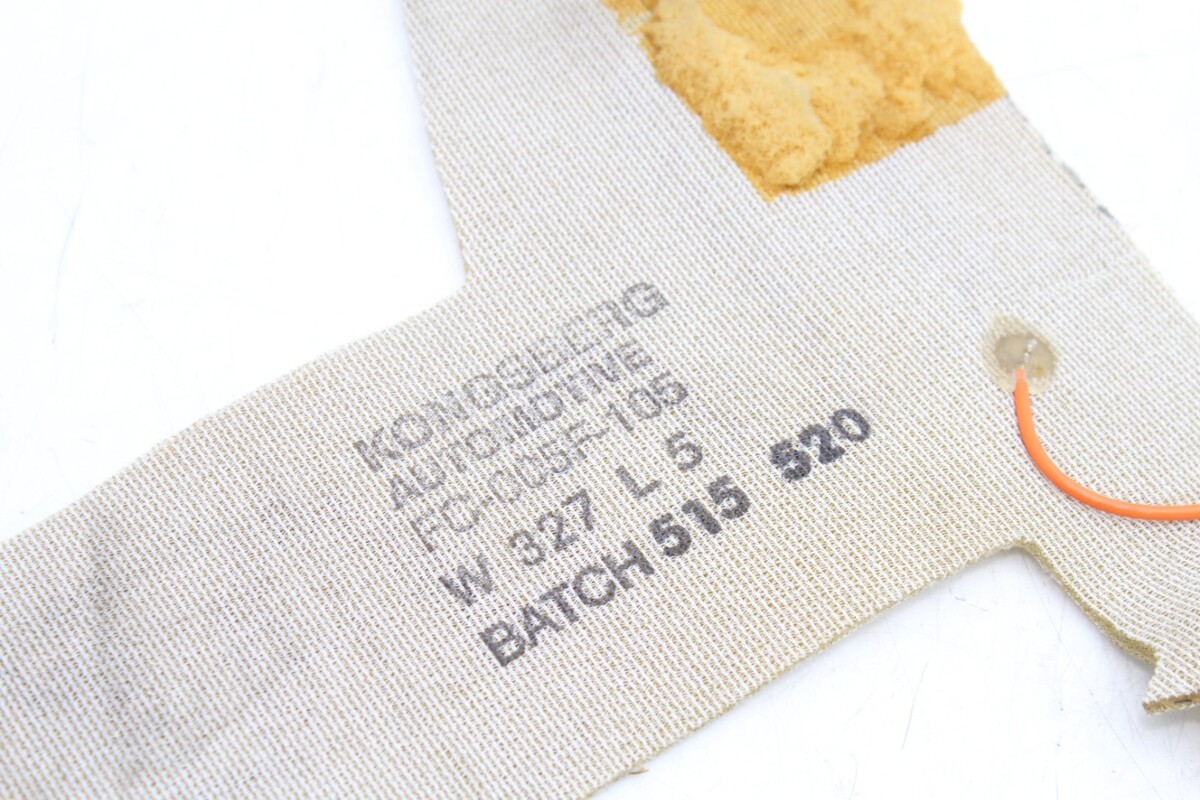 KONGSBERG
AUTOMOTIVE
FC-005F-105
W 327 L 5
BATCH 515 520